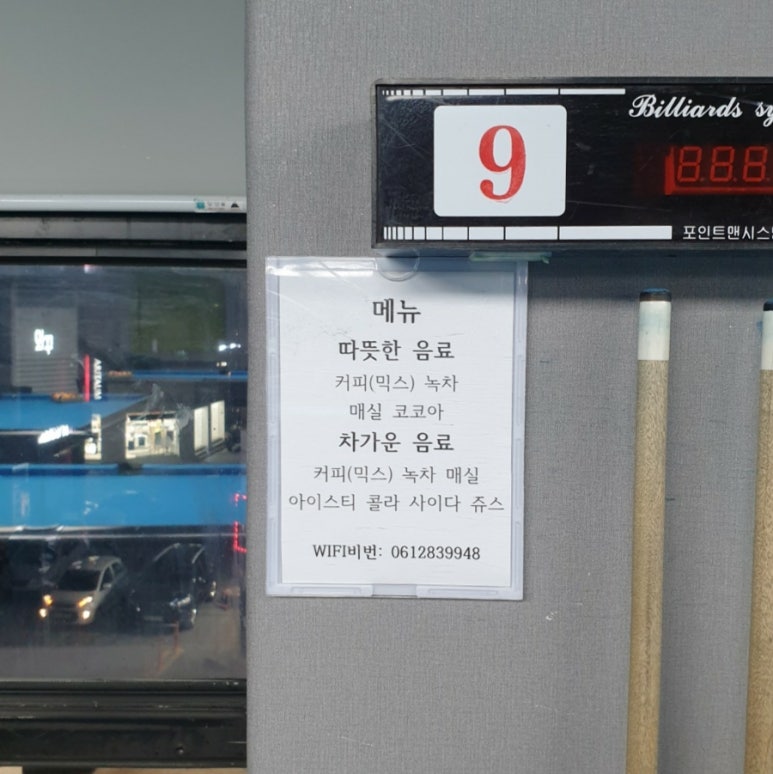 Billiards
9
8.8.8.
포인트맨시스
메뉴
따뜻한 음료
커피(믹스) 녹차
매실 코코아
차가운 음료
커피(믹스) 녹차 매실
아이스티 콜라 사이다 쥬스
WIFI비번: 0612839948